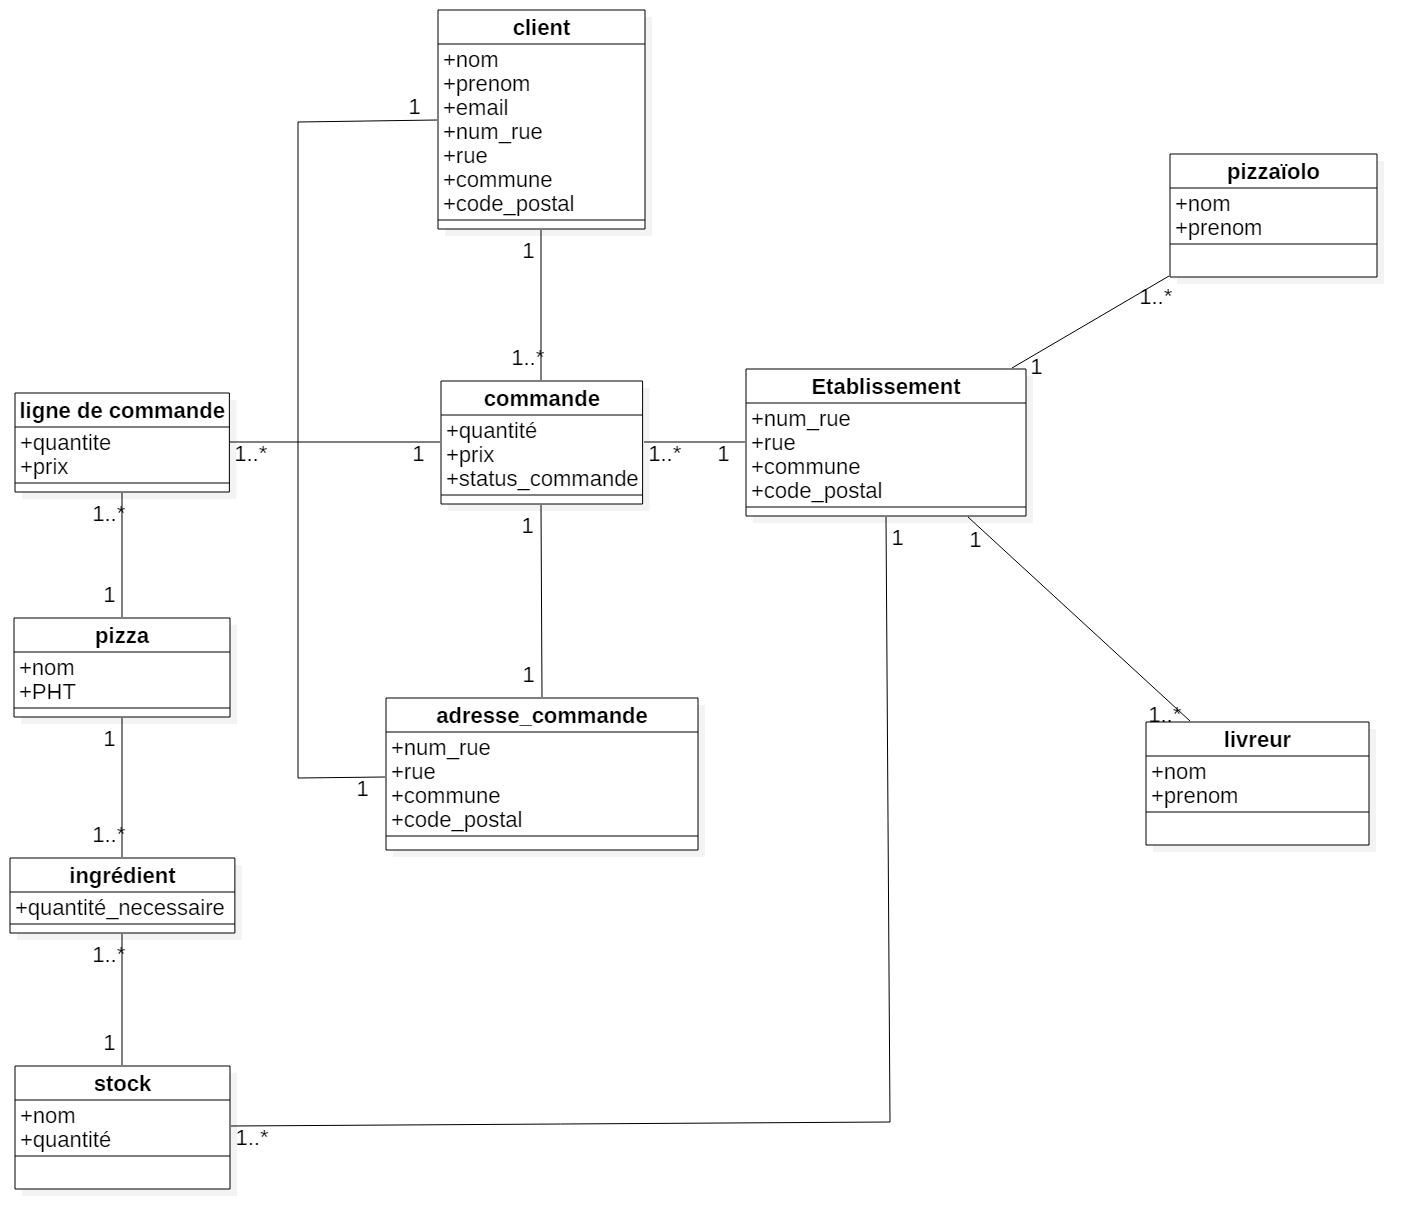 client
+nom
+prenom
+email
+num_rue
+rue
+commune
+code_postal
1
1
1..*
pizzaïolo
+nom
+prenom
1..*
1
Etablissement
+num_rue
+rue
+commune
+code_postal
ligne de commande
+quantite
+prix
1..*
1
commande
+quantité
+prix
+status_commande
1..*
1
1..*
1
1
1
1
1
pizza
+nom
+PHT
1
1..*
adresse_commande
+num_rue
+rue
+commune
+code_postal
1
1..*
livreur
+nom
+prenom
ingrédient
+quantité_necessaire
1..*
1
stock
+nom
+quantité
1..*